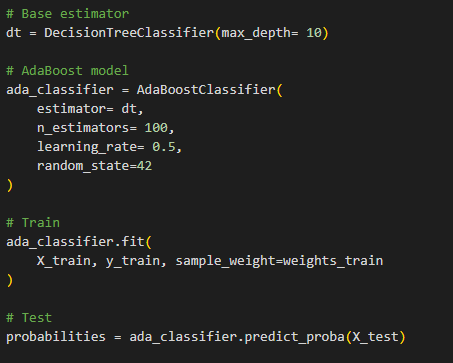 # Base estimator
dt = DecisionTreeClassifier(max_depth= 10)
# AdaBoost model
ada_classifier = AdaBoostClassifier(
    estimator= dt,
    n_estimators= 100,
    learning_rate= 0.5,
    random_state=42
)
# Train
ada_classifier.fit(
    X_train, y_train, sample_weight=weights_train
)
# Test
probabilities = ada_classifier.predict_proba(X_test)